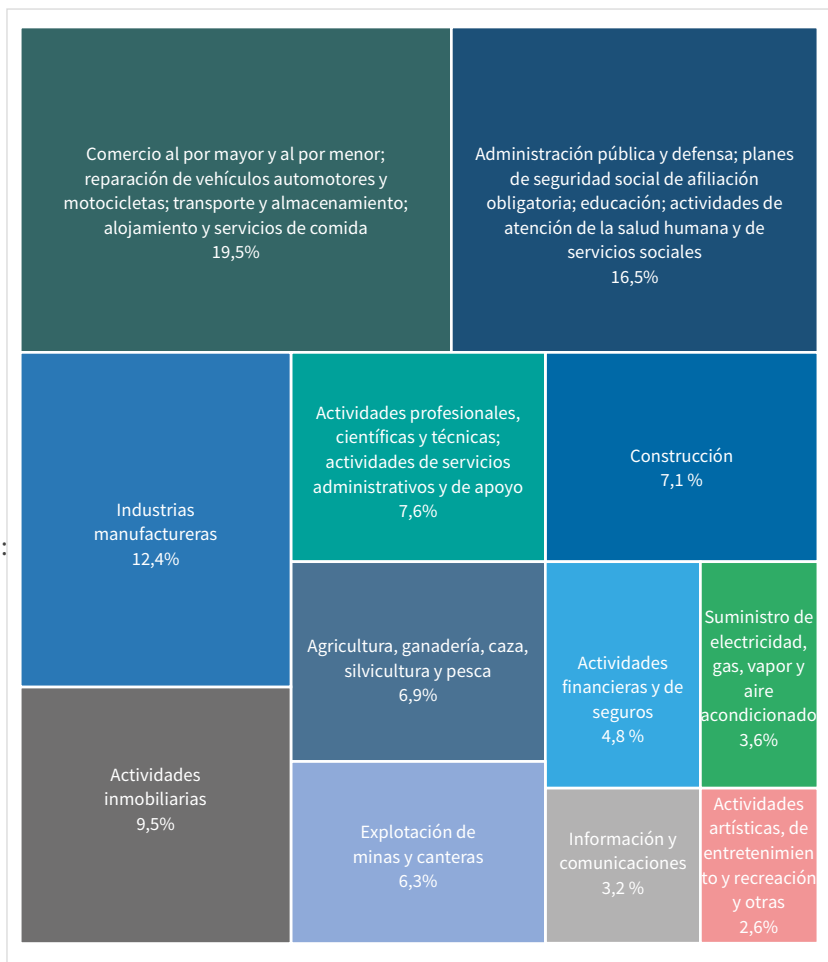 Comercio al por mayor y al por menor;
reparación de vehículos automotores y
motocicletas; transporte y almacenamiento;
alojamiento y servicios de comida
19,5%
Administración pública y defensa; planes
de seguridad social de afiliación
obligatoria; educación; actividades de
atención de la salud humana y de
servicios sociales
16,5%
Industrias
manufactureras
12,4%
Actividades profesionales,
científicas y técnicas;
actividades de servicios
administrativos y de apoyo
7,6%
Construcción
7,1 %
:
Agricultura, ganadería, caza,
silvicultura y pesca
6,9%
Actividades
financieras y de
seguros
4,8 %
Suministro de
electricidad,
gas, vapor y
aire
acondicionado
3,6%
Actividades
inmobiliarias
9,5%
Explotación de
minas y canteras
6,3%
Información y
comunicaciones
3,2 %
Actividades
artísticas, de
entretenimien
to y recreación
y otras
2,6%